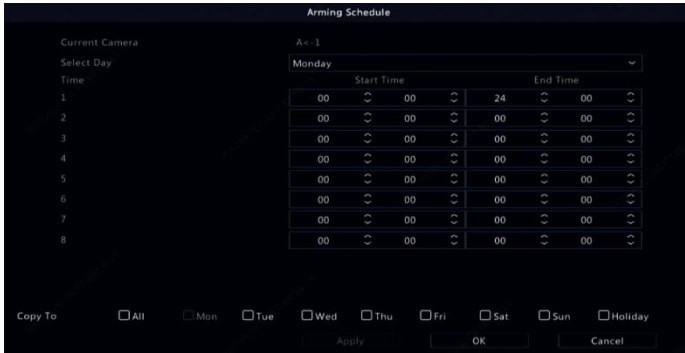 Arming Schedule
Current Camera A<-1
Select Day Monday
Time Start Time End Time
1 00 00 24 00
2 00 00 00 00
3 00 00 00 00
4 00 00 00 00
5 00 00 00 00
6 00 00 00 00
7 00 00 00 00
8 00 00 00 00
Copy To All Mon Tue Wed Thu Fri Sat Sun Holiday
Apply OK Cancel